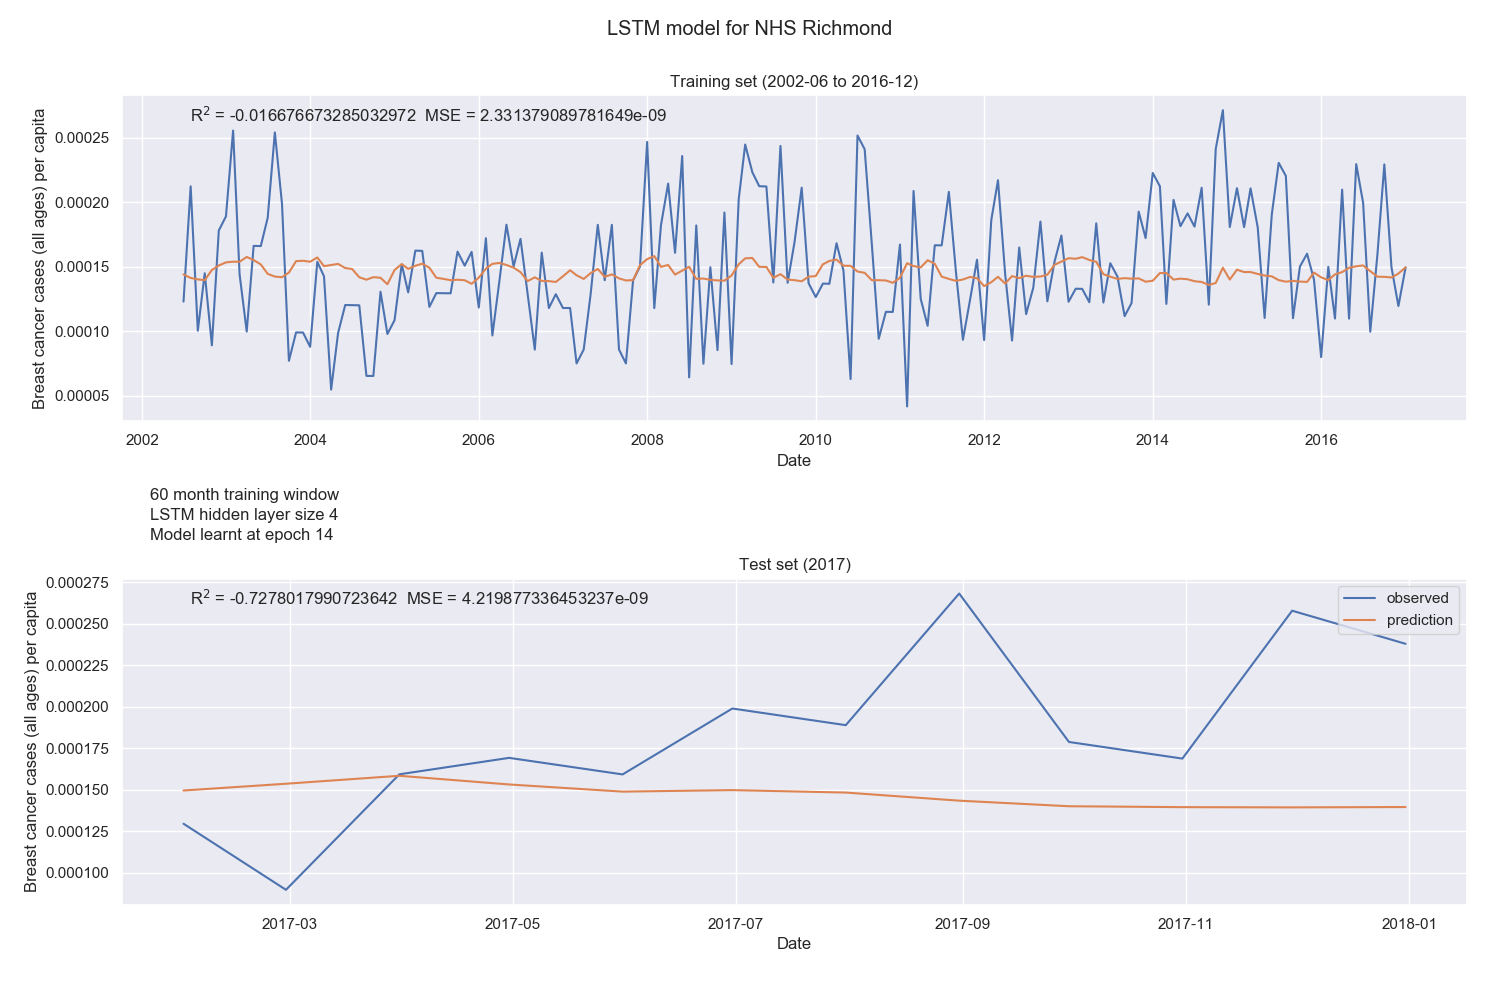 LSTM model for NHS Richmond
Training set (2002-06 to 2016-12)
R2 = -0.016676673285032972 MSE = 2.331379089781649e-09
Breast cancer cases (all ages) per capita
0.00025
0.00020
0.00015
0.00010
0.00005
2002 2004 2006 2008 2010 2012 2014 2016
Date
60 month training window
LSTM hidden layer size 4
Model learnt at epoch 14
Test set (2017)
R2 = -0.7278017990723642 MSE = 4.219877336453237e-09
observed
prediction
Breast cancer cases (all ages) per capita
0.000275
0.000250
0.000225
0.000200
0.000175
0.000150
0.000125
0.000100
2017-03 2017-05 2017-07 2017-09 2017-11 2018-01
Date